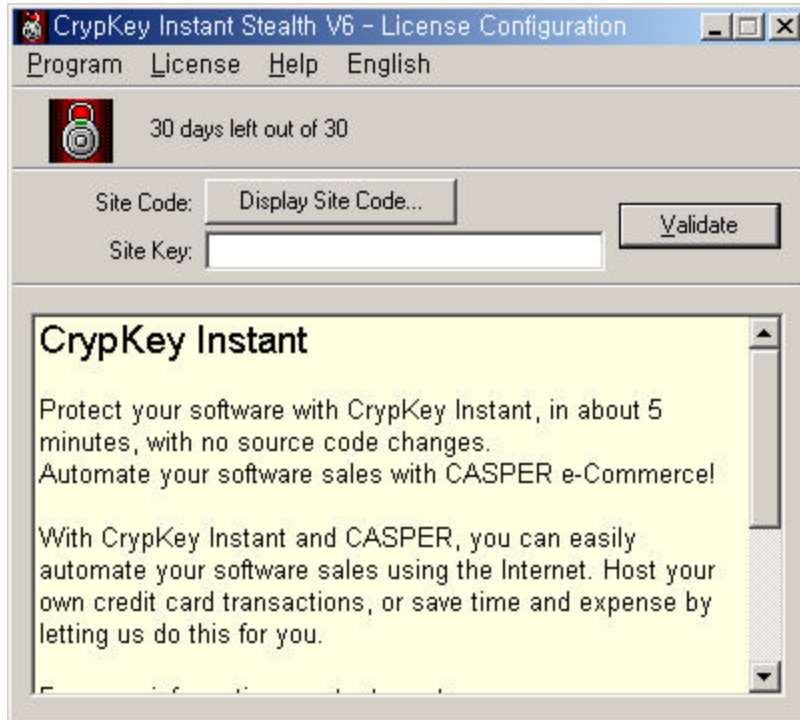 CrypKey Instant Stealth V6 - License Configuration
Program License Help English
30 days left out of 30
Site Code: Display Site Code...
Validate
Site Key:
CrypKey Instant
Protect your software with CrypKey Instant, in about 5
minutes, with no source code changes.
Automate your software sales with CASPER e-Commerce!
With CrypKey Instant and CASPER, you can easily
automate your software sales using the Internet. Host your
own credit card transactions, or save time and expense by
letting us do this for you.